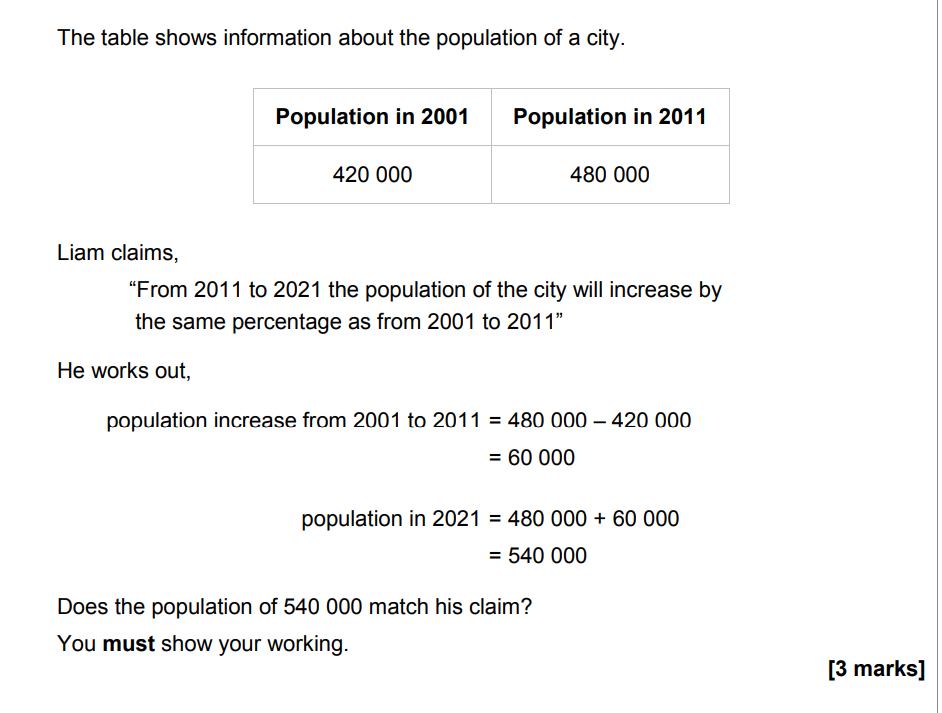 The table shows information about the population of a city.
Population in 2001 Population in 2011
420 000 480 000
Liam claims,
“From 2011 to 2021 the population of the city will increase by
the same percentage as from 2001 to 2011”
He works out,
population increase from 2001 to 2011 = 480 000 – 420 000
= 60 000
population in 2021 = 480 000 + 60 000
= 540 000
Does the population of 540 000 match his claim?
You must show your working.
[3 marks]